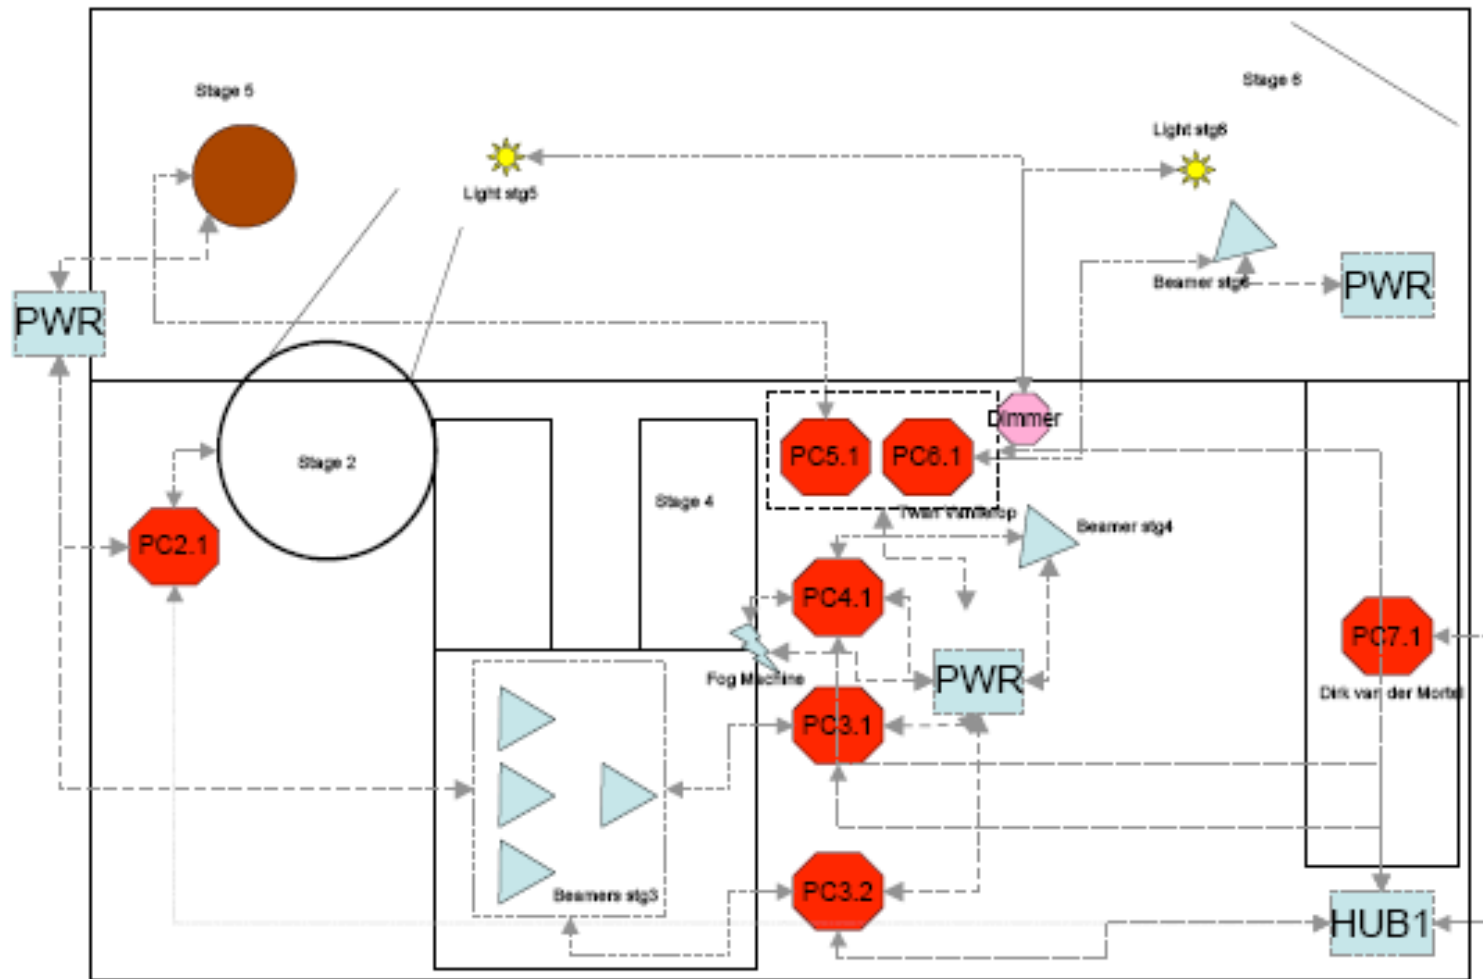 Stage 5
Stage 6
Light stg6
Light stg5
Beamer stg6
PWR
PWR
Dimmer
PC5.1
PC6.1
Stage 2
Stage 4
Beamer stg4
PC2.1
PC4.1
PC7.1
Fog Machine
PWR
Dirk van der Mortel
PC3.1
Beamers stg3
PC3.2
HUB1